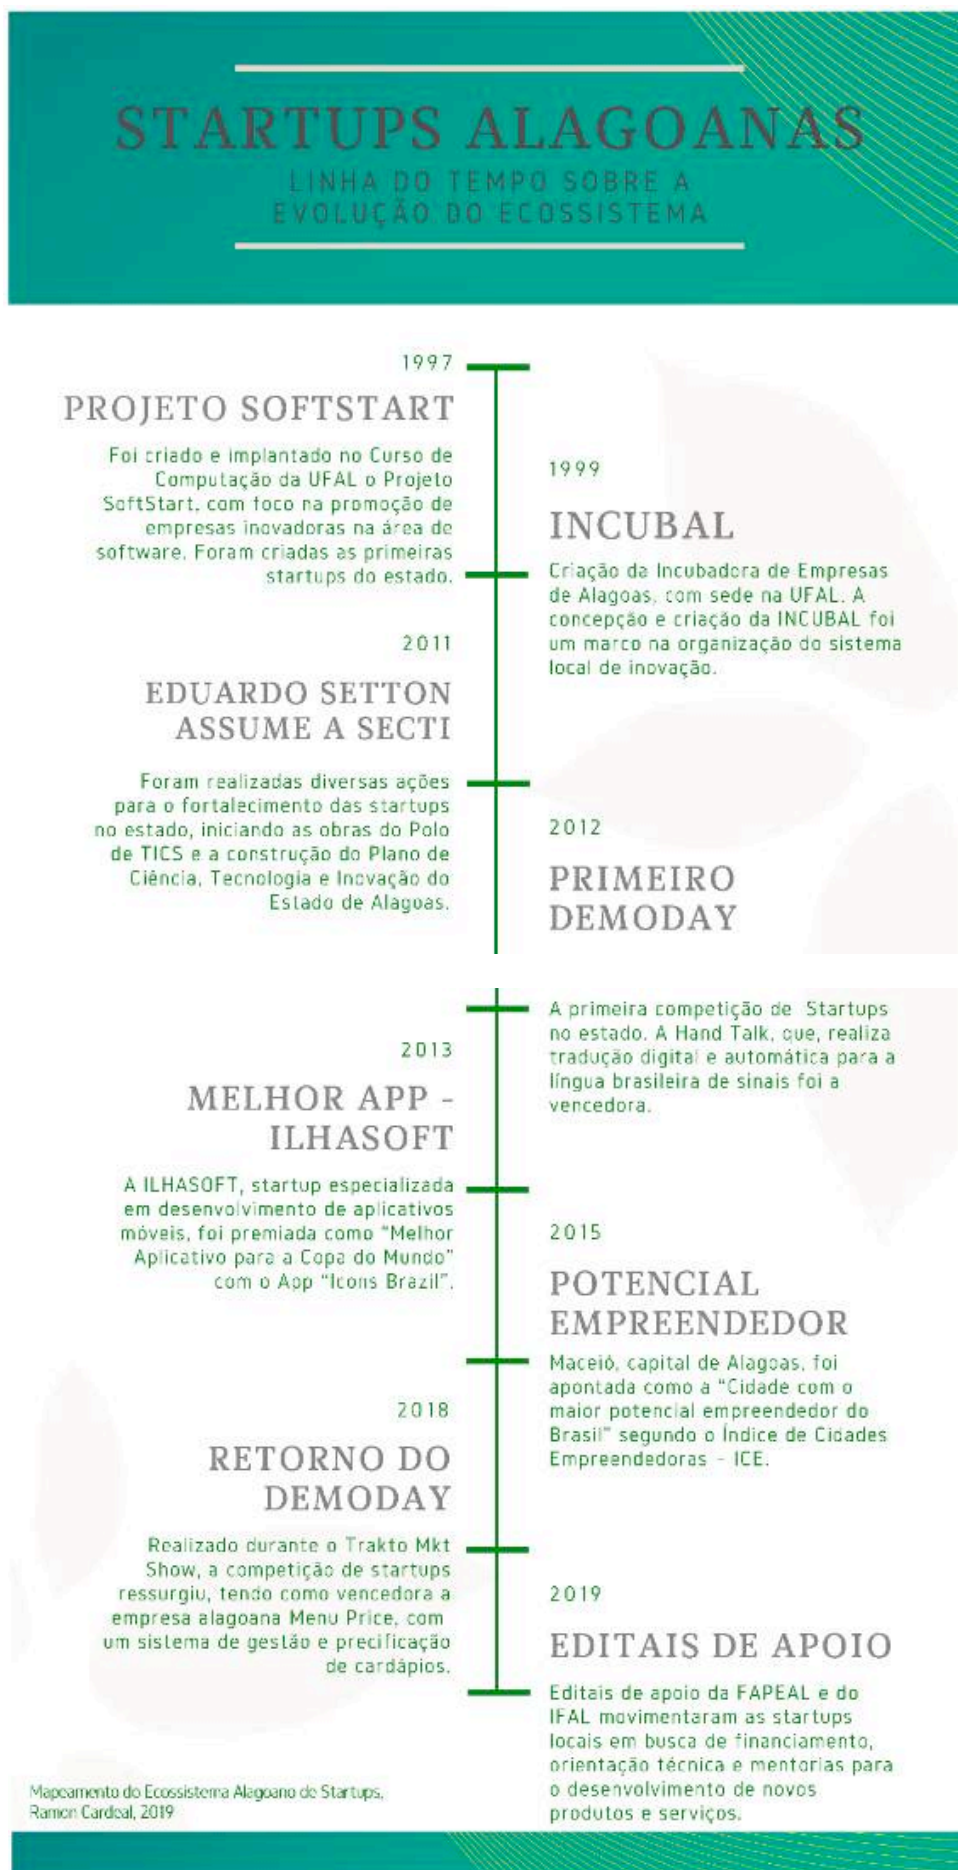 STARTUPS ALAGOANAS
LINHA DO TEMPO SOBRE A
EVOLUÇÃO DO ECOSSISTEMA
1997
PROJETO SOFTSTART
Foi criado e implantado no Curso de
Computação da UFAL o Projeto
SoftStart, com foco na promoção de
empresas inovadoras na área de
software. Foram criadas as primeiras
startups do estado.
1999
INCUBAL
Criação da Incubadora de Empresas
de Alagoas, com sede na UFAL. A
concepção e criação da INCUBAL foi
um marco na organização do sistema
local de inovação.
2011
EDUARDO SETTON
ASSUME A SECTI
Foram realizadas diversas ações
para o fortalecimento das startups
no estado, iniciando as obras do Polo
de TICS e a construção do Plano de
Ciência, Tecnologia e Inovação do
Estado de Alagoas.
2012
PRIMEIRO
DEMODAY
A primeira competição de Startups
no estado. A Hand Talk, que, realiza
tradução digital e automática para a
língua brasileira de sinais foi a
vencedora.
2013
MELHOR APP -
ILHASOFT
A ILHASOFT, startup especializada
em desenvolvimento de aplicativos
móveis, foi premiada como "Melhor
Aplicativo para a Copa do Mundo"
com o App "Icons Brazil".
2015
POTENCIAL
EMPREENDEDOR
Maceió, capital de Alagoas, foi
apontada como a "Cidade com o
maior potencial empreendedor do
Brasil" segundo o Índice de Cidades
Empreendedoras - ICE.
2018
RETORNO DO
DEMODAY
Realizado durante o Trakto Mkt
Show, a competição de startups
ressurgiu, tendo como vencedora a
empresa alagoana Menu Price, com
um sistema de gestão e precificação
de cardápios.
2019
EDITAIS DE APOIO
Editais de apoio da FAPEAL e do
IFAL movimentaram as startups
locais em busca de financiamento,
orientação técnica e mentorias para
o desenvolvimento de novos
produtos e serviços.
Mapeamento do Ecossistema Alagoano de Startups,
Ramon Cardeal, 2019